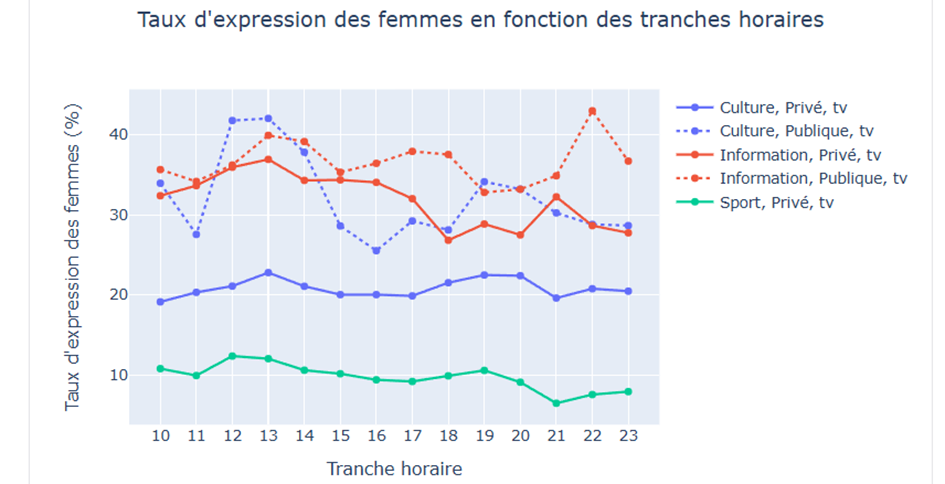 Taux d'expression des femmes en fonction des tranches horaires
Taux d'expression des femmes (%)
40
30
20
10
10 11 12 13 14 15 16 17 18 19 20 21 22 23
Tranche horaire
Culture, Privé, tv
Culture, Publique, tv
Information, Privé, tv
Information, Publique, tv
Sport, Privé, tv